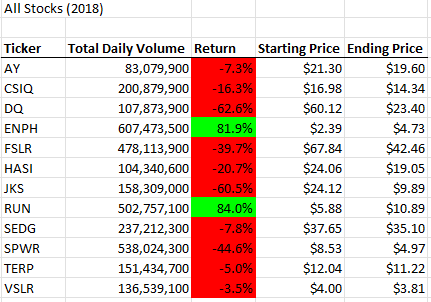 All Stocks (2018)
Ticker Total Daily Volume Return Starting Price Ending Price
AY 83,079,900 -7.3% $21.30 $19.60
CSIQ 200,879,900 -16.3% $16.98 $14.34
DQ 107,873,900 -62.6% $60.12 $23.40
ENPH 607,473,500 81.9% $2.39 $4.73
FSLR 478,113,900 -39.7% $67.84 $42.46
HASI 104,340,600 -20.7% $24.06 $19.05
JKS 158,309,000 -60.5% $24.12 $9.89
RUN 502,757,100 84.0% $5.88 $10.89
SEDG 237,212,300 -7.8% $37.65 $35.10
SPWR 538,024,300 -44.6% $8.53 $4.97
TERP 151,434,700 -5.0% $12.04 $11.22
VSLR 136,539,100 -3.5% $4.00 $3.81